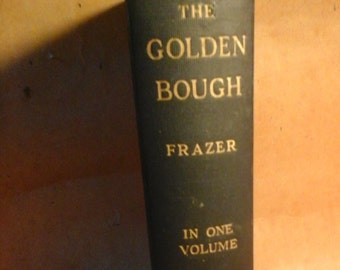 THE
GOLDEN
BOUGH
FRAZER
IN ONE
VOLUME